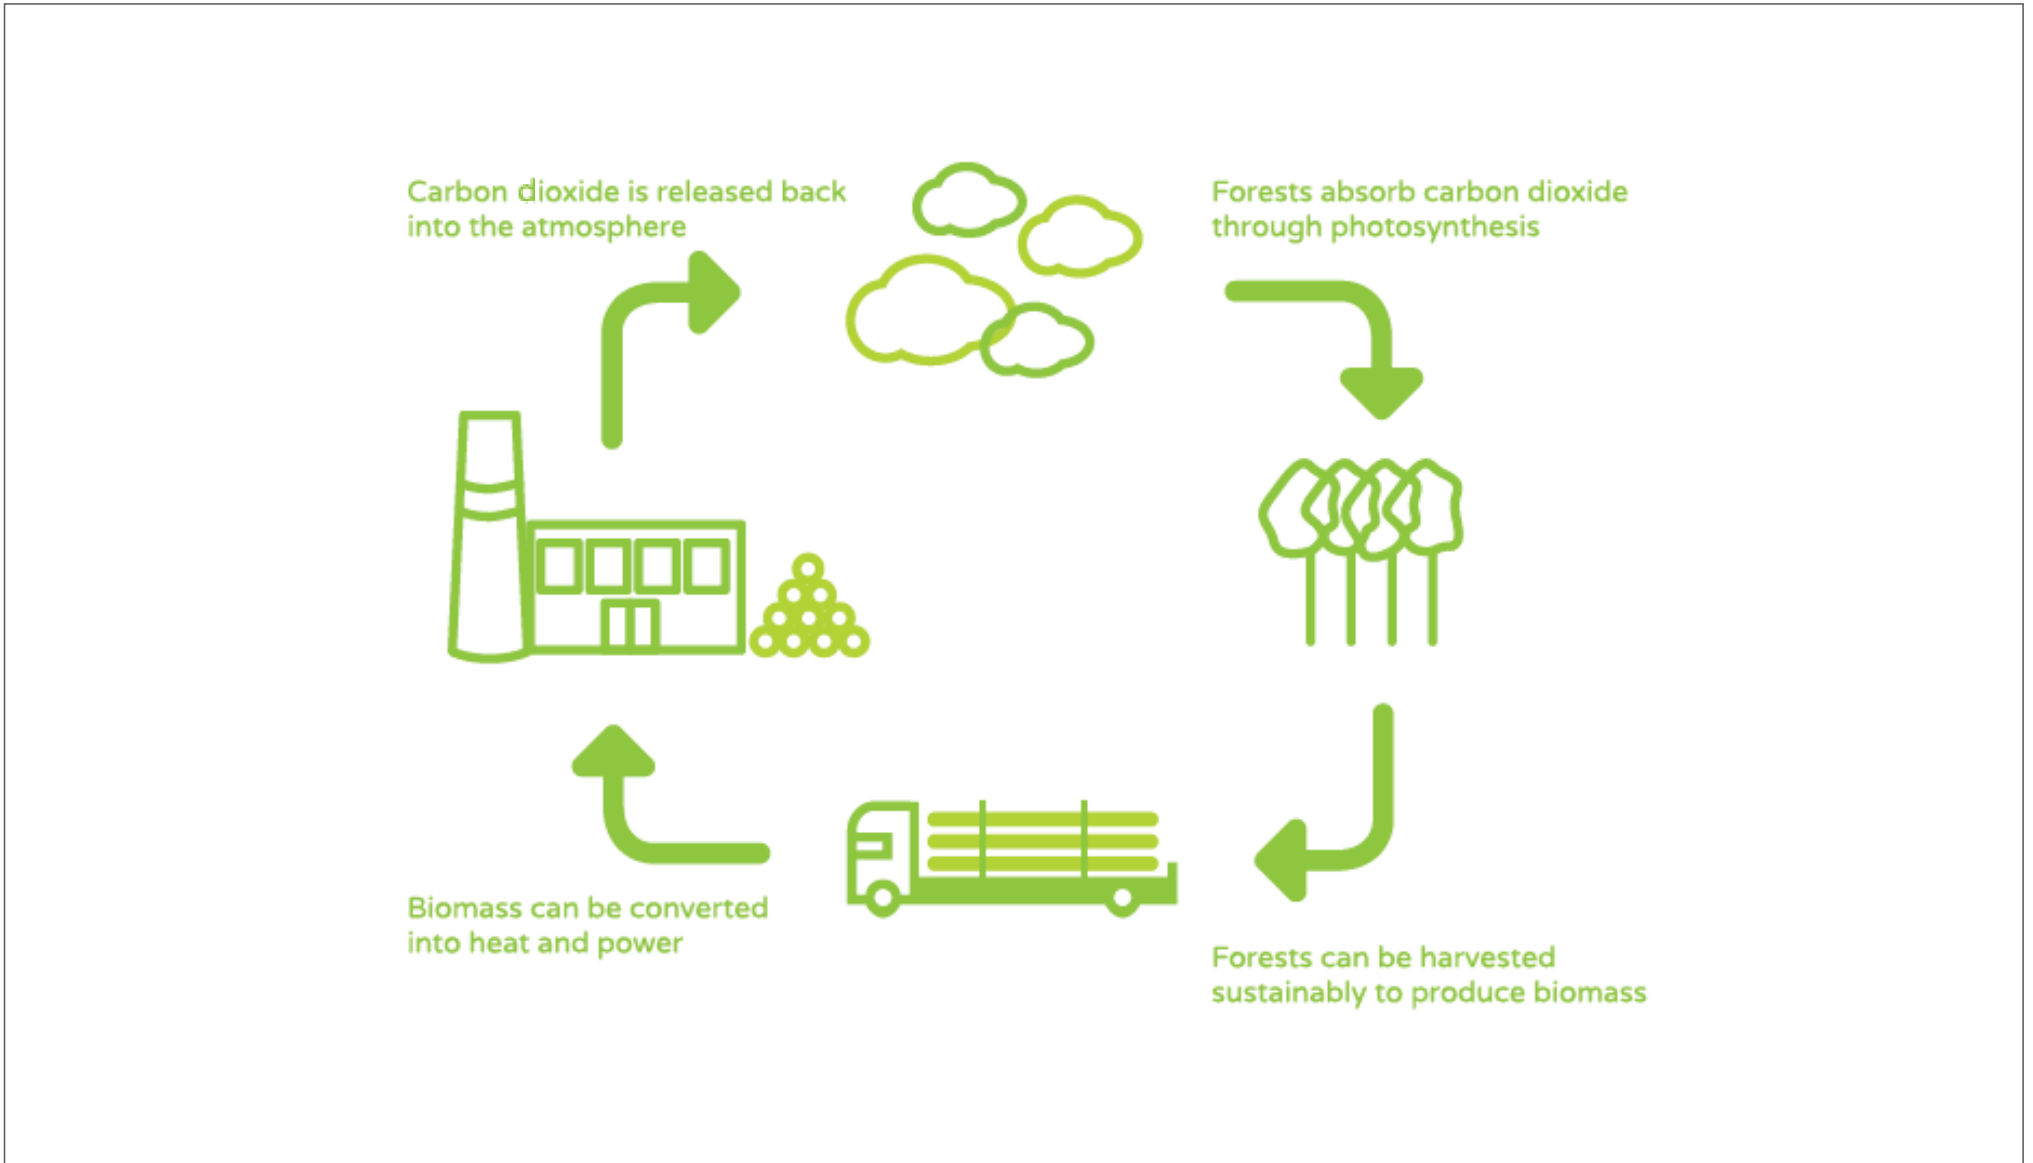 Carbon dioxide is released back
into the atmosphere
Forests absorb carbon dioxide
through photosynthesis
Biomass can be converted
into heat and power
Forests can be harvested
sustainably to produce biomass